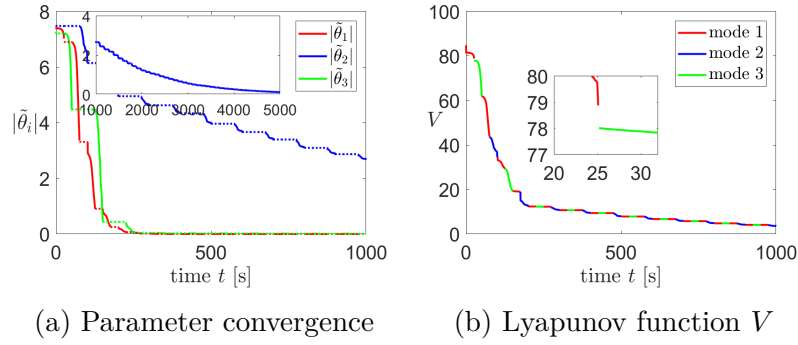 8
6
4
2
0
0
500
1000
|θ̃ᵢ|
time t [s]
4
2
0
1000
2000
3000
4000
5000
|θ̃₁|
|θ̃₂|
|θ̃₃|
(a) Parameter convergence
100
80
60
40
20
0
0
500
1000
V
time t [s]
80
79
78
77
20
25
30
mode 1
mode 2
mode 3
(b) Lyapunov function V